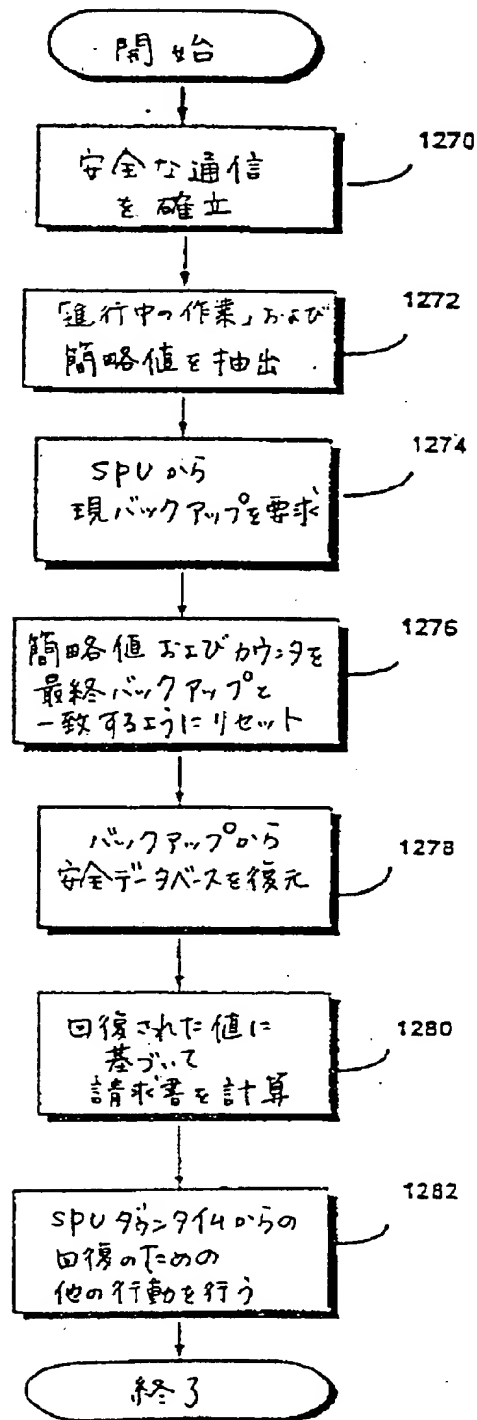 開始
1270
安全な通信
を確立
1272
「進行中の作業」および
簡略値を抽出
1274
SPUから
現バックアップを要求
1276
簡略値およびカウンタを
最終バックアップと
一致するようにリセット
1278
バックアップから
安全データベースを復元
1280
回復された値に
基づいて
請求書を計算
1282
SPUダウンタイムからの
回復のための
他の行動を行う
終了